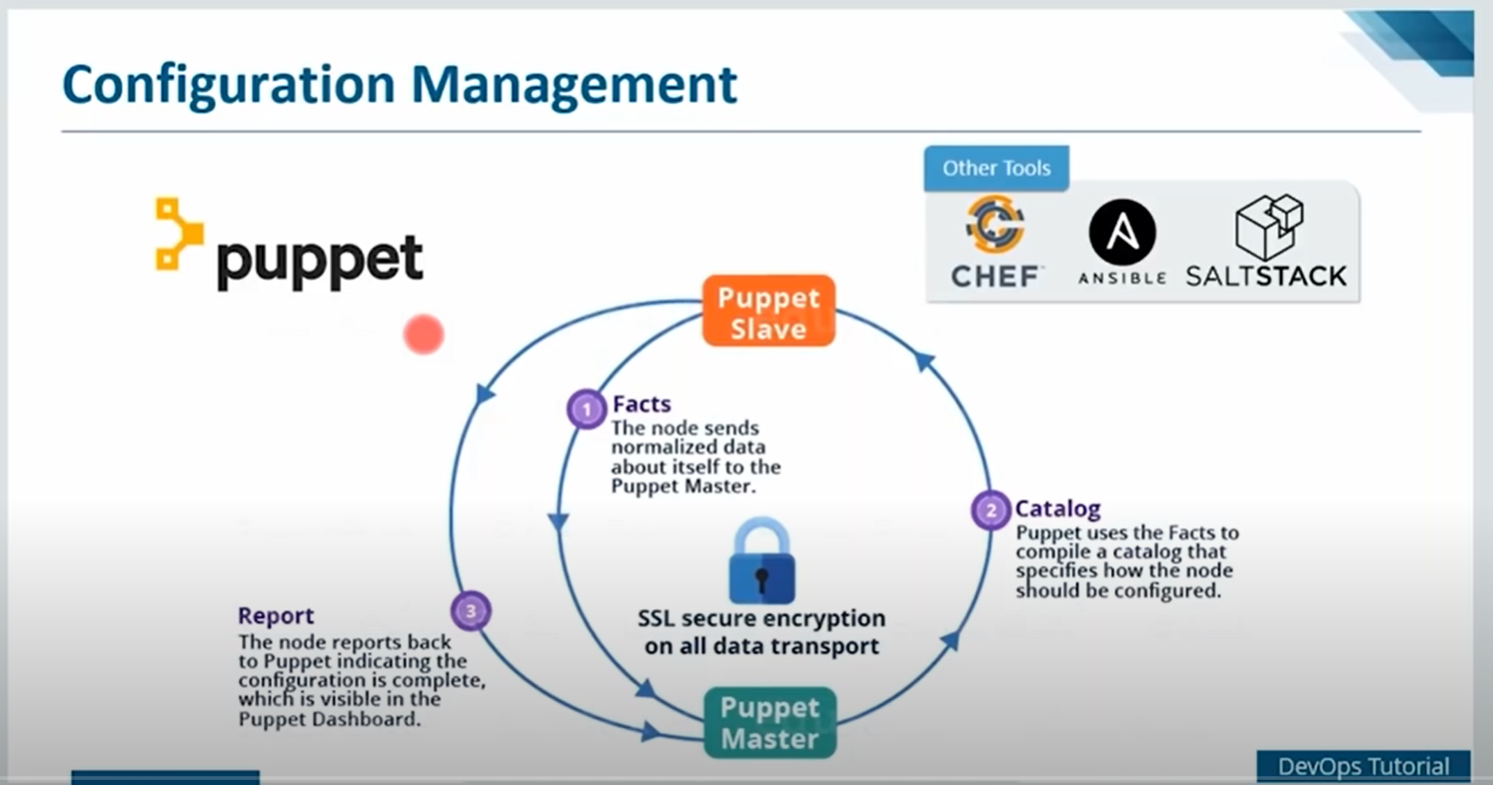 Configuration Management
puppet
Other Tools
CHEF
ANSIBLE
SALTSTACK
Puppet
Slave
1
Facts
The node sends
normalized data
about itself to the
Puppet Master.
2
Catalog
Puppet uses the Facts to
compile a catalog that
specifies how the node
should be configured.
3
Report
The node reports back
to Puppet indicating the
configuration is complete,
which is visible in the
Puppet Dashboard.
SSL secure encryption
on all data transport
Puppet
Master
DevOps Tutorial